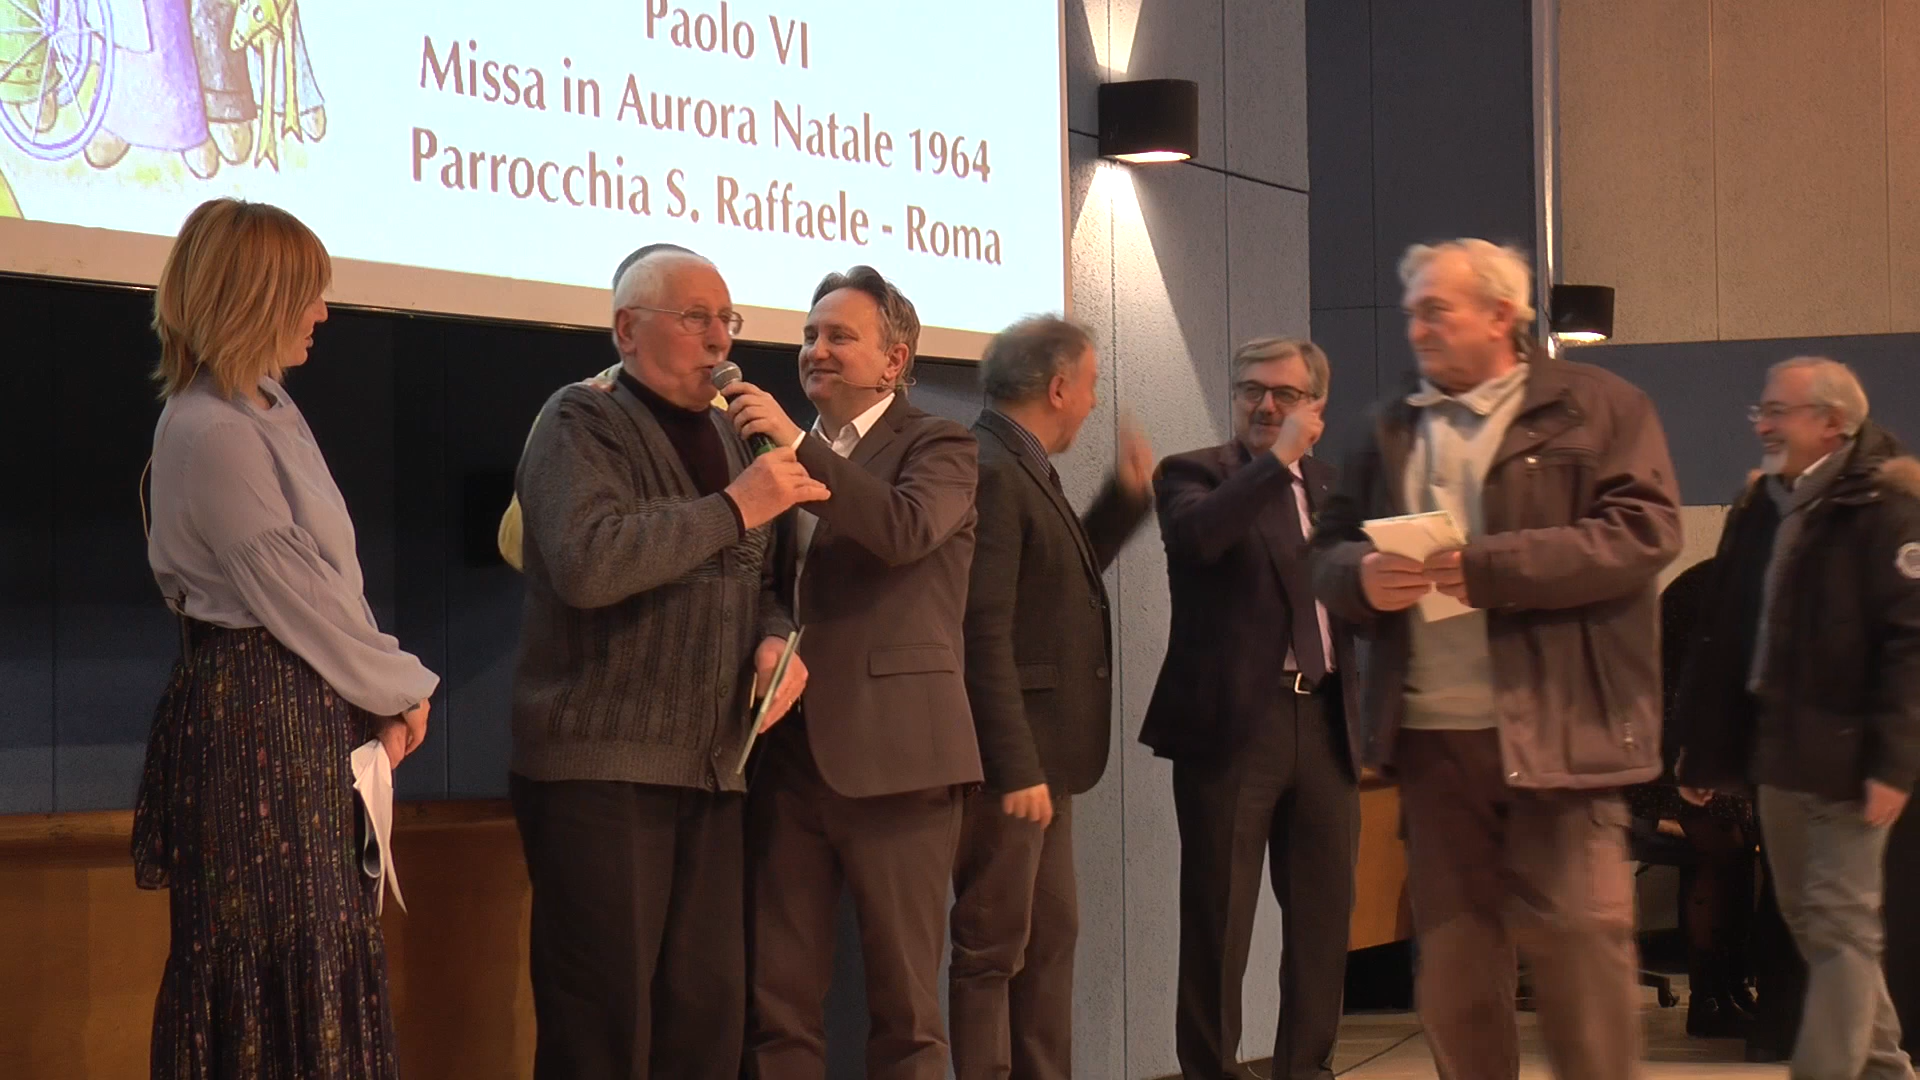 Paolo VI
Missa in Aurora Natale 1964
Parrocchia S. Raffaele - Roma